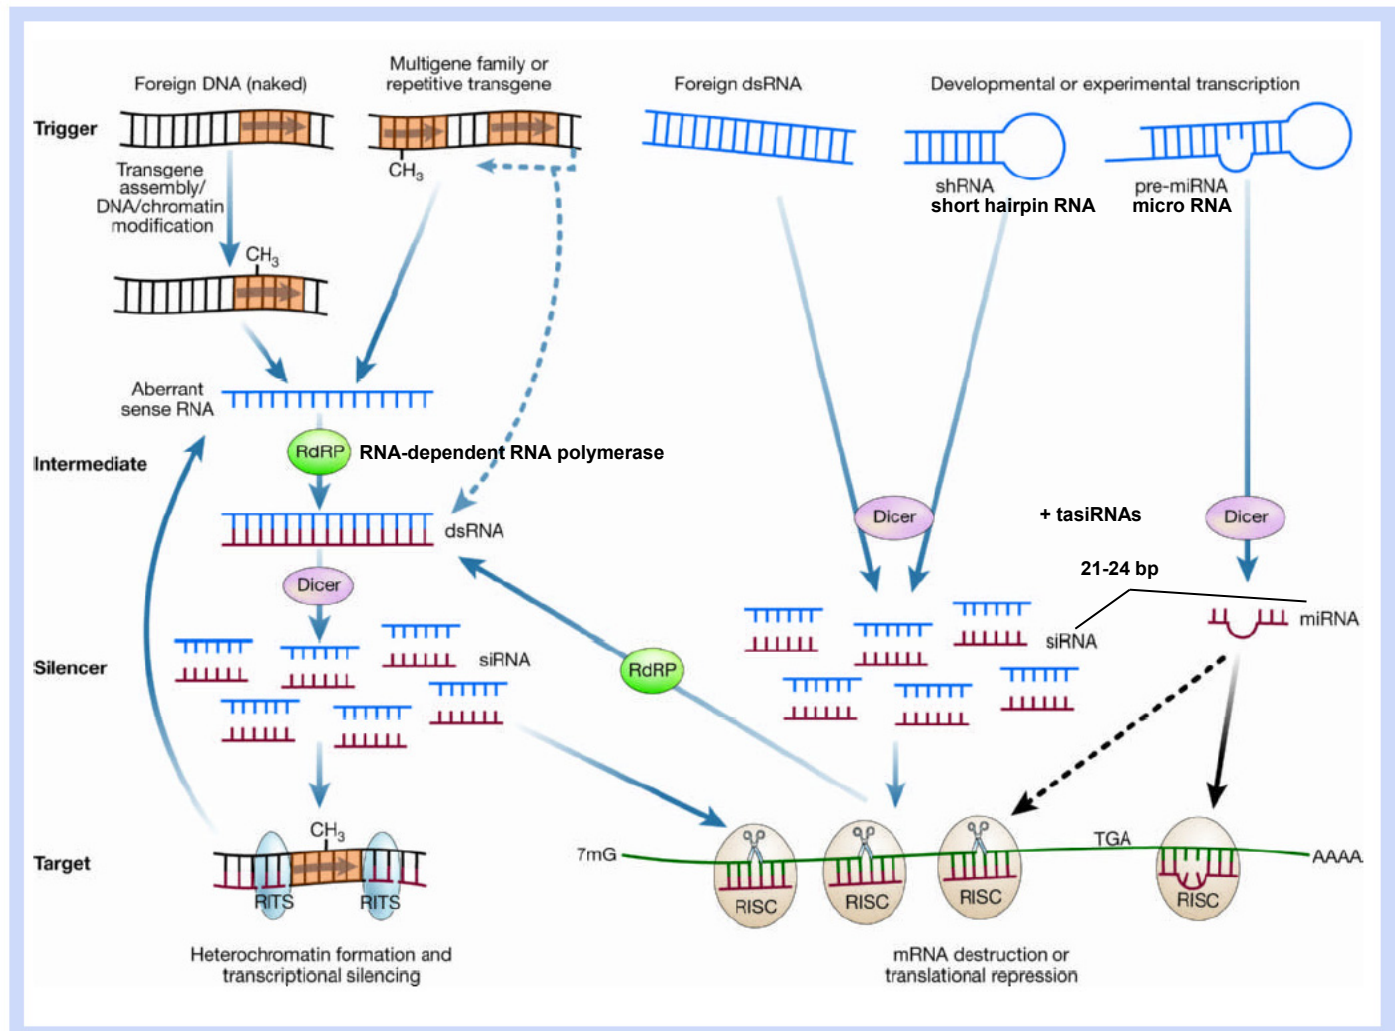 Foreign DNA (naked)
Multigene family or
repetitive transgene
Foreign dsRNA
Developmental or experimental transcription
Trigger
CH3
Transgene
assembly/
DNA/chromatin
modification
shRNA
short hairpin RNA
pre-miRNA
micro RNA
CH3
Aberrant
sense RNA
RdRP
RNA-dependent RNA polymerase
Intermediate
dsRNA
Dicer
+ tasiRNAs
Dicer
Dicer
21-24 bp
siRNA
siRNA
miRNA
Silencer
RdRP
CH3
Target
7mG
TGA
AAAA
RITS
RITS
RISC
RISC
RISC
RISC
Heterochromatin formation and
transcriptional silencing
mRNA destruction or
translational repression